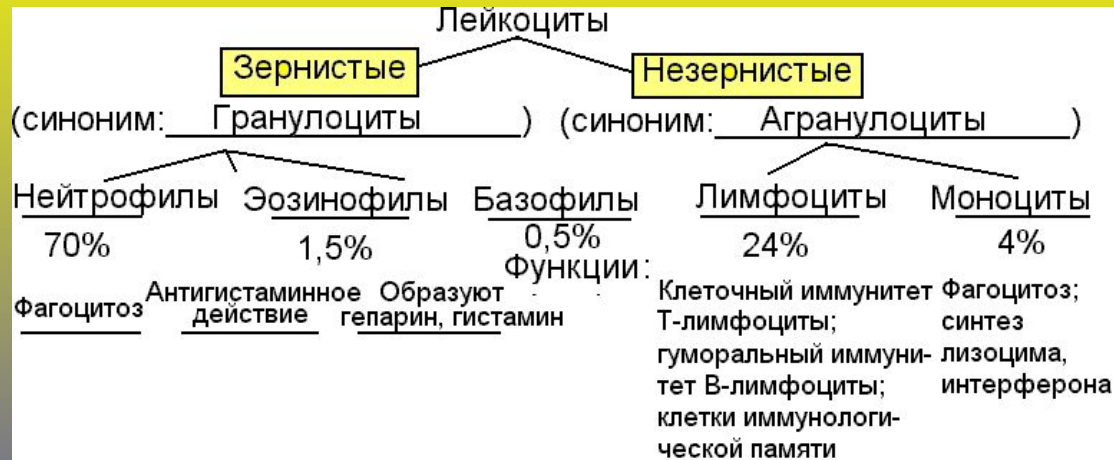 Лейкоциты
Зернистые Незернистые
(синоним: Гранулоциты ) (синоним: Агранулоциты )
Нейтрофилы Эозинофилы Базофилы Лимфоциты Моноциты
70% 1,5% 0,5% 24% 4%
Функции:
Фагоцитоз
Антигистаминное
действие
Образуют
гепарин, гистамин
Клеточный иммунитет
Т-лимфоциты;
гуморальный иммуни-
тет В-лимфоциты;
клетки иммунологи-
ческой памяти
Фагоцитоз;
синтез
лизоцима,
интерферона